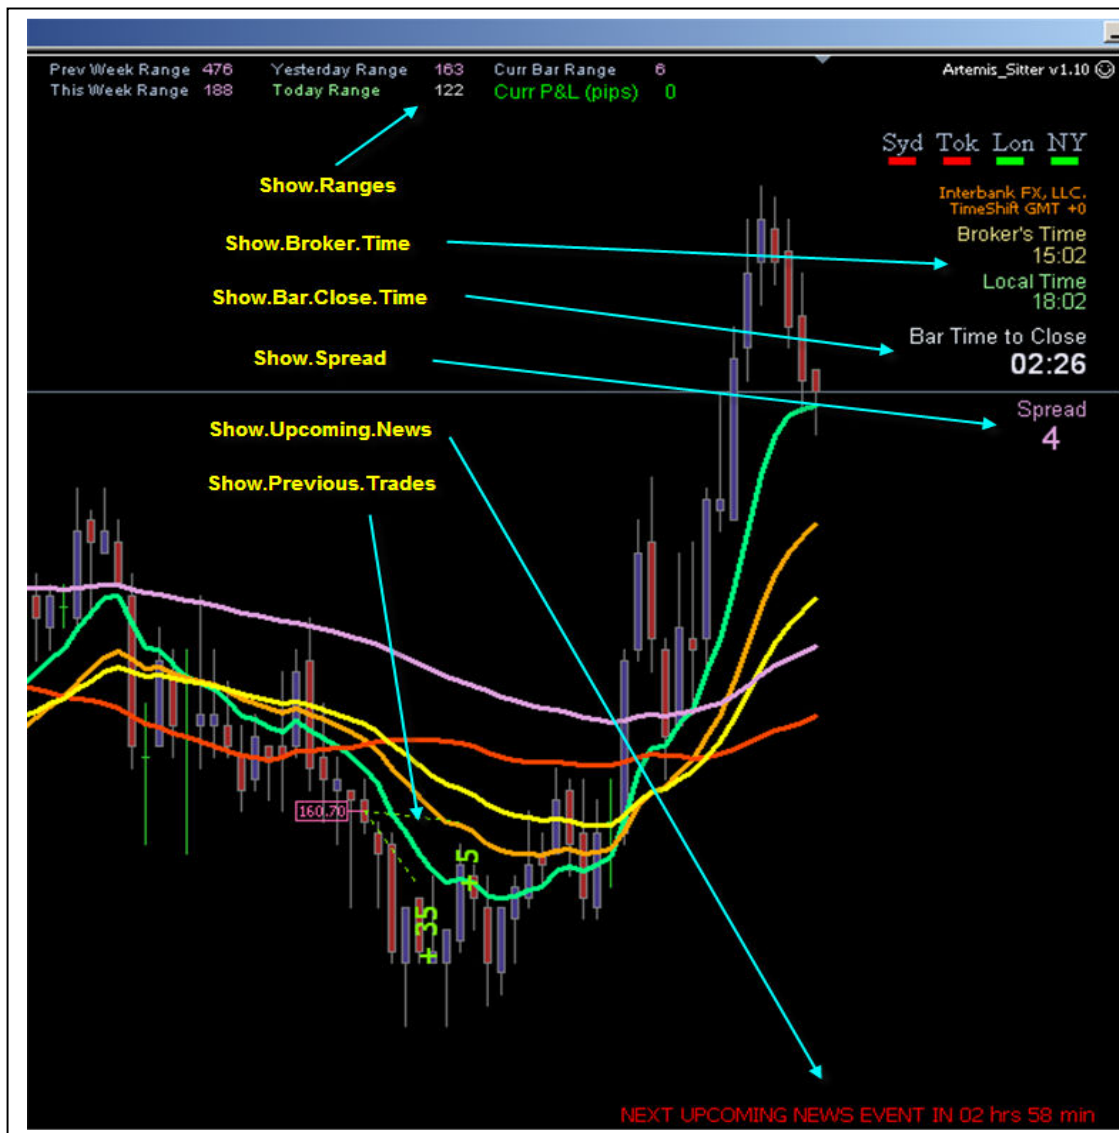 Prev Week Range 476 Yesterday Range 163 Curr Bar Range 6 Artemis_Sitter v1.10
This Week Range 188 Today Range 122 Curr P&L (pips) 0
Syd Tok Lon NY
Show.Ranges
Interbank FX, LLC.
TimeShift GMT +0
Show.Broker.Time
Broker's Time
15:02
Local Time
18:02
Show.Bar.Close.Time
Bar Time to Close
02:26
Show.Spread
Spread
4
Show.Upcoming.News
Show.Previous.Trades
160.70
+5
+35
NEXT UPCOMING NEWS EVENT IN 02 hrs 58 min